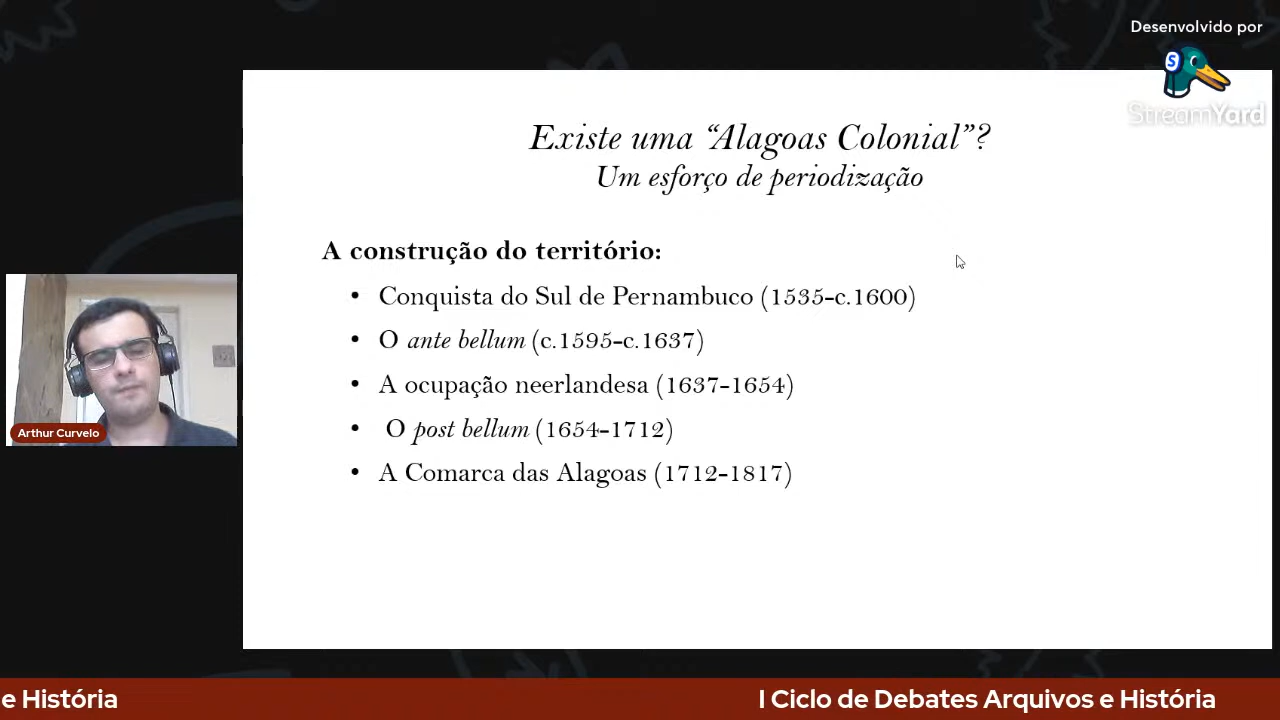 Desenvolvido por
S
StreamYard
Existe uma “Alagoas Colonial”?
Um esforço de periodização
A construção do território:
• Conquista do Sul de Pernambuco (1535-c.1600)
• O ante bellum (c.1595-c.1637)
• A ocupação neerlandesa (1637-1654)
• O post bellum (1654-1712)
• A Comarca das Alagoas (1712-1817)
Arthur Curvelo
e História
I Ciclo de Debates Arquivos e História